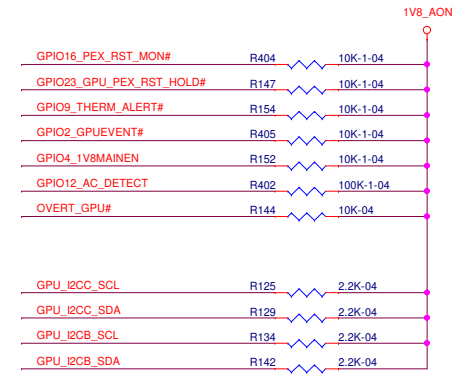 1V8_AON
GPIO16_PEX_RST_MON# R404 10K-1-04
GPIO23_GPU_PEX_RST_HOLD# R147 10K-1-04
GPIO9_THERM_ALERT# R154 10K-1-04
GPIO2_GPUEVENT# R405 10K-1-04
GPIO4_1V8MAINEN R152 10K-1-04
GPIO12_AC_DETECT R402 100K-1-04
OVERT_GPU# R144 10K-04
GPU_I2CC_SCL R125 2.2K-04
GPU_I2CC_SDA R129 2.2K-04
GPU_I2CB_SCL R134 2.2K-04
GPU_I2CB_SDA R142 2.2K-04